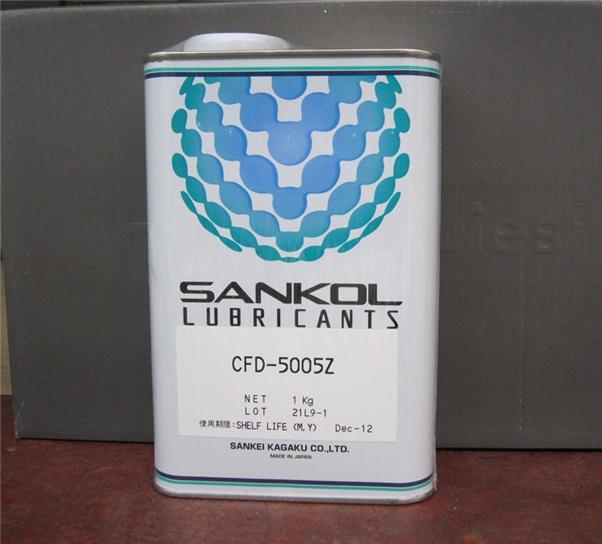 SANKOL
LUBRICANTS
CFD-5005Z
NET 1 Kg
LOT 21L9-1
使用期限:SHELF LIFE (M.Y) Dec-12
SANKEI KAGAKU CO.,LTD.
MADE IN JAPAN